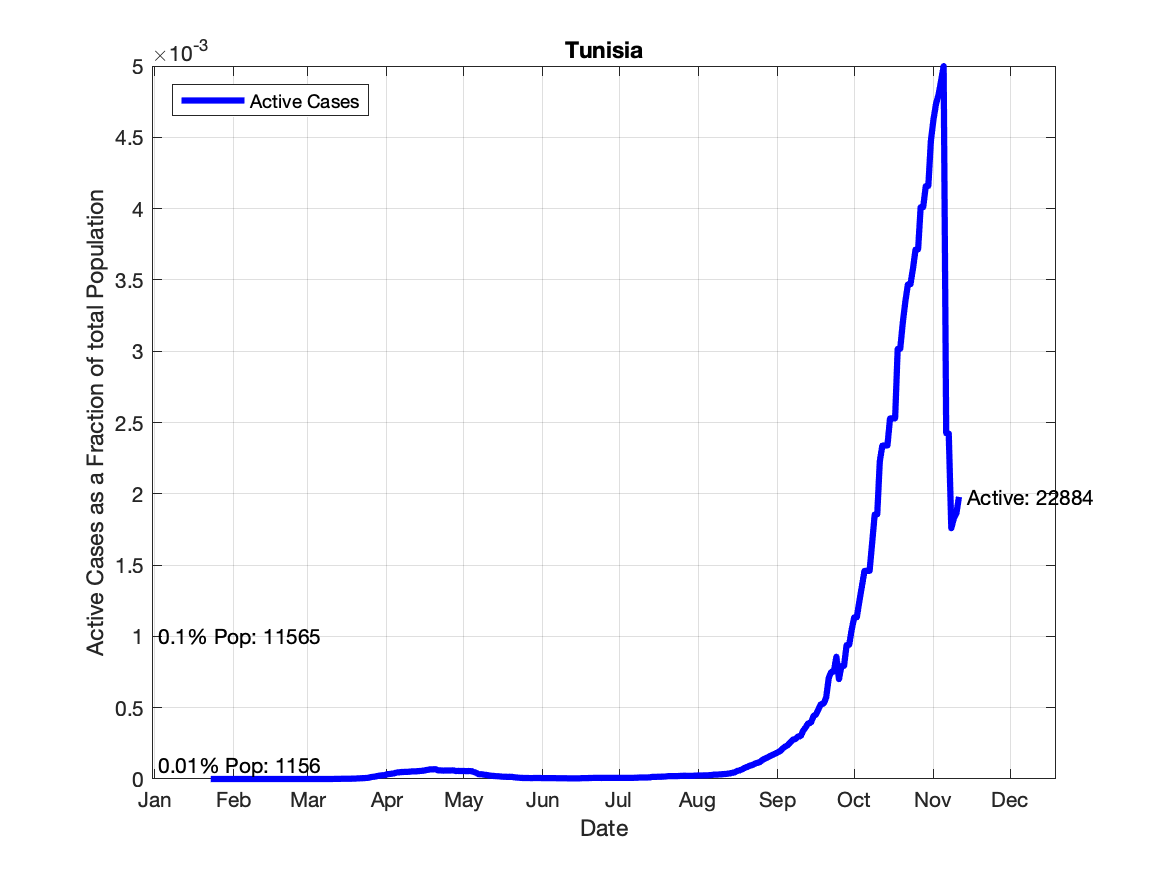 Tunisia
×10-3
5
4.5
4
3.5
3
2.5
2
1.5
1
0.5
0
Active Cases as a Fraction of total Population
Active Cases
Active: 22884
0.1% Pop: 11565
0.01% Pop: 1156
Jan Feb Mar Apr May Jun Jul Aug Sep Oct Nov Dec
Date